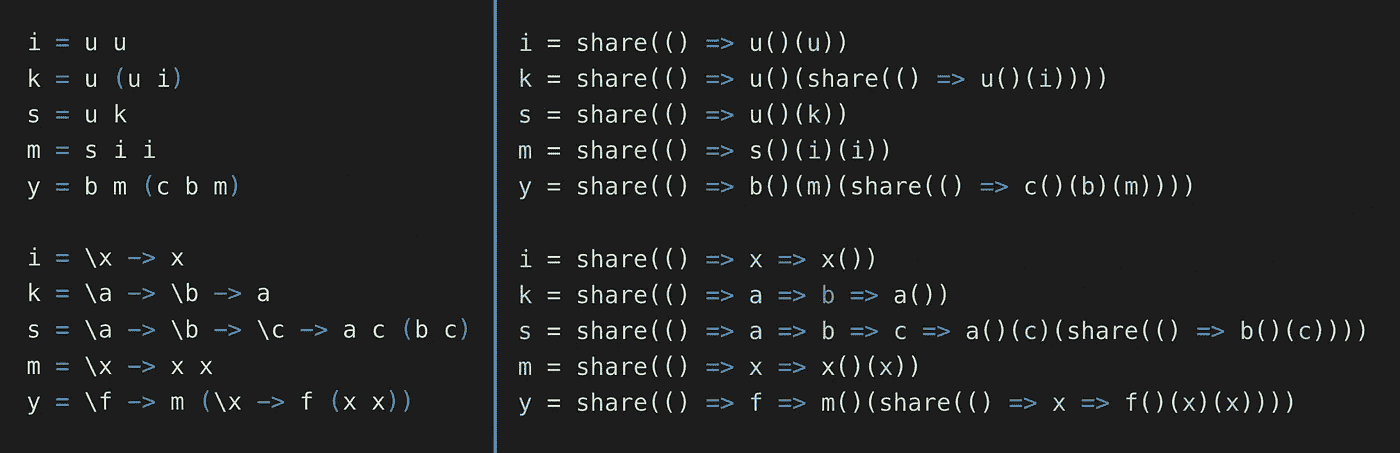 i = u u
k = u (u i)
s = u k
m = s i i
y = b m (c b m)
i = \x -> x
k = \a -> \b -> a
s = \a -> \b -> \c -> a c (b c)
m = \x -> x x
y = \f -> m (\x -> f (x x))
i = share(() => u()(u))
k = share(() => u()(share(() => u()(i))))
s = share(() => u()(k))
m = share(() => s()(i)(i))
y = share(() => b()(m)(share(() => c()(b)(m))))
i = share(() => x => x())
k = share(() => a => b => a())
s = share(() => a => b => c => a()(c)(share(() => b()(c))))
m = share(() => x => x()(x))
y = share(() => f => m()(share(() => x => f()(x)(x))))